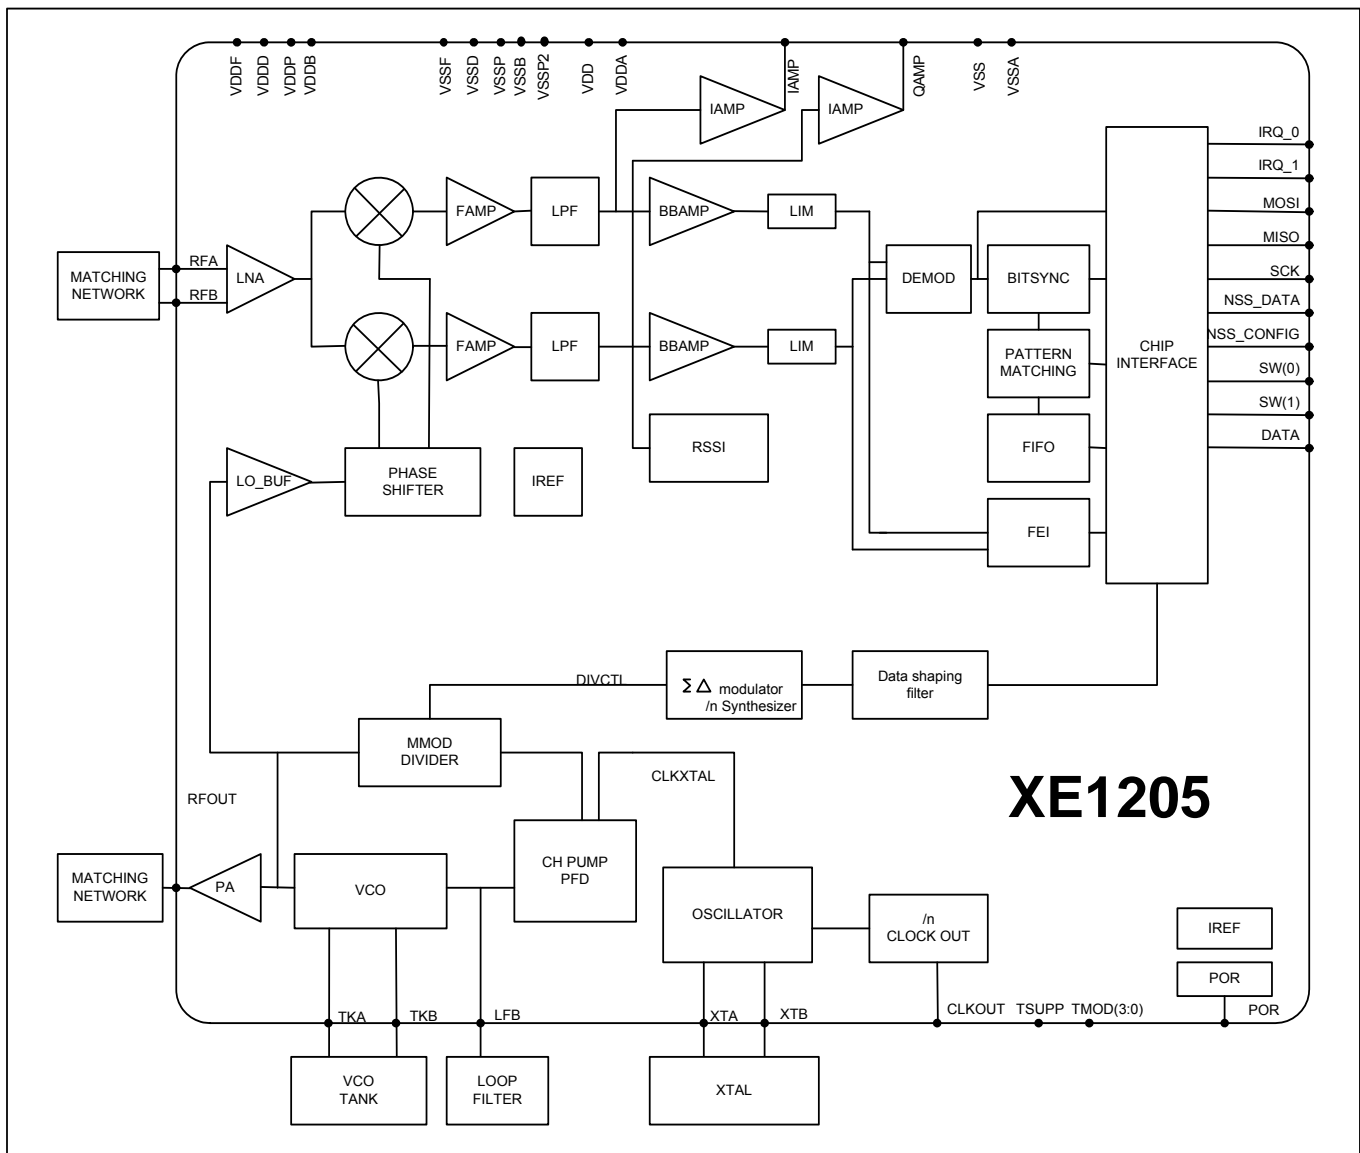 VDDF
VDDD
VDDP
VDDB
VSSF
VSSD
VSSP
VSSB
VSSP2
VDD
VDDA
IAMP
QAMP
VSS
VSSA
IAMP
IAMP
IRQ_0
IRQ_1
MOSI
MISO
SCK
NSS_DATA
NSS_CONFIG
SW(0)
SW(1)
DATA
MATCHING
NETWORK
RFA
RFB
LNA
FAMP
LPF
BBAMP
LIM
DEMOD
BITSYNC
CHIP
INTERFACE
FAMP
LPF
BBAMP
LIM
PATTERN
MATCHING
LO_BUF
PHASE
SHIFTER
IREF
RSSI
FIFO
FEI
DIVCTL
Σ Δ modulator
/n Synthesizer
Data shaping
filter
MMOD
DIVIDER
CLKXTAL
RFOUT
XE1205
MATCHING
NETWORK
PA
VCO
CH PUMP
PFD
OSCILLATOR
/n
CLOCK OUT
IREF
POR
TKA
TKB
LFB
XTA
XTB
CLKOUT
TSUPP
TMOD(3:0)
POR
VCO
TANK
LOOP
FILTER
XTAL